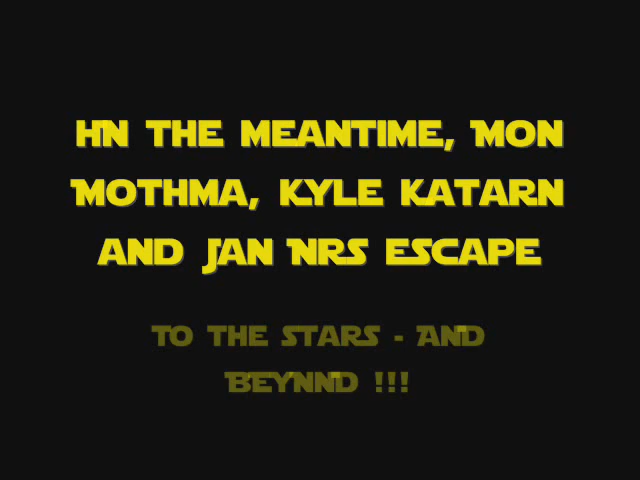 HN THE MEANTIME, MON
MOTHMA, KYLE KATARN
AND JAN NRS ESCAPE
TO THE STARS - AND
BEYNND !!!